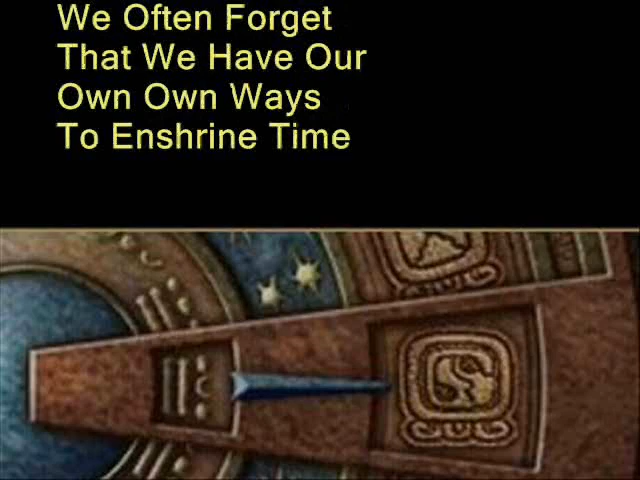 We Often Forget
That We Have Our
Own Own Ways
To Enshrine Time